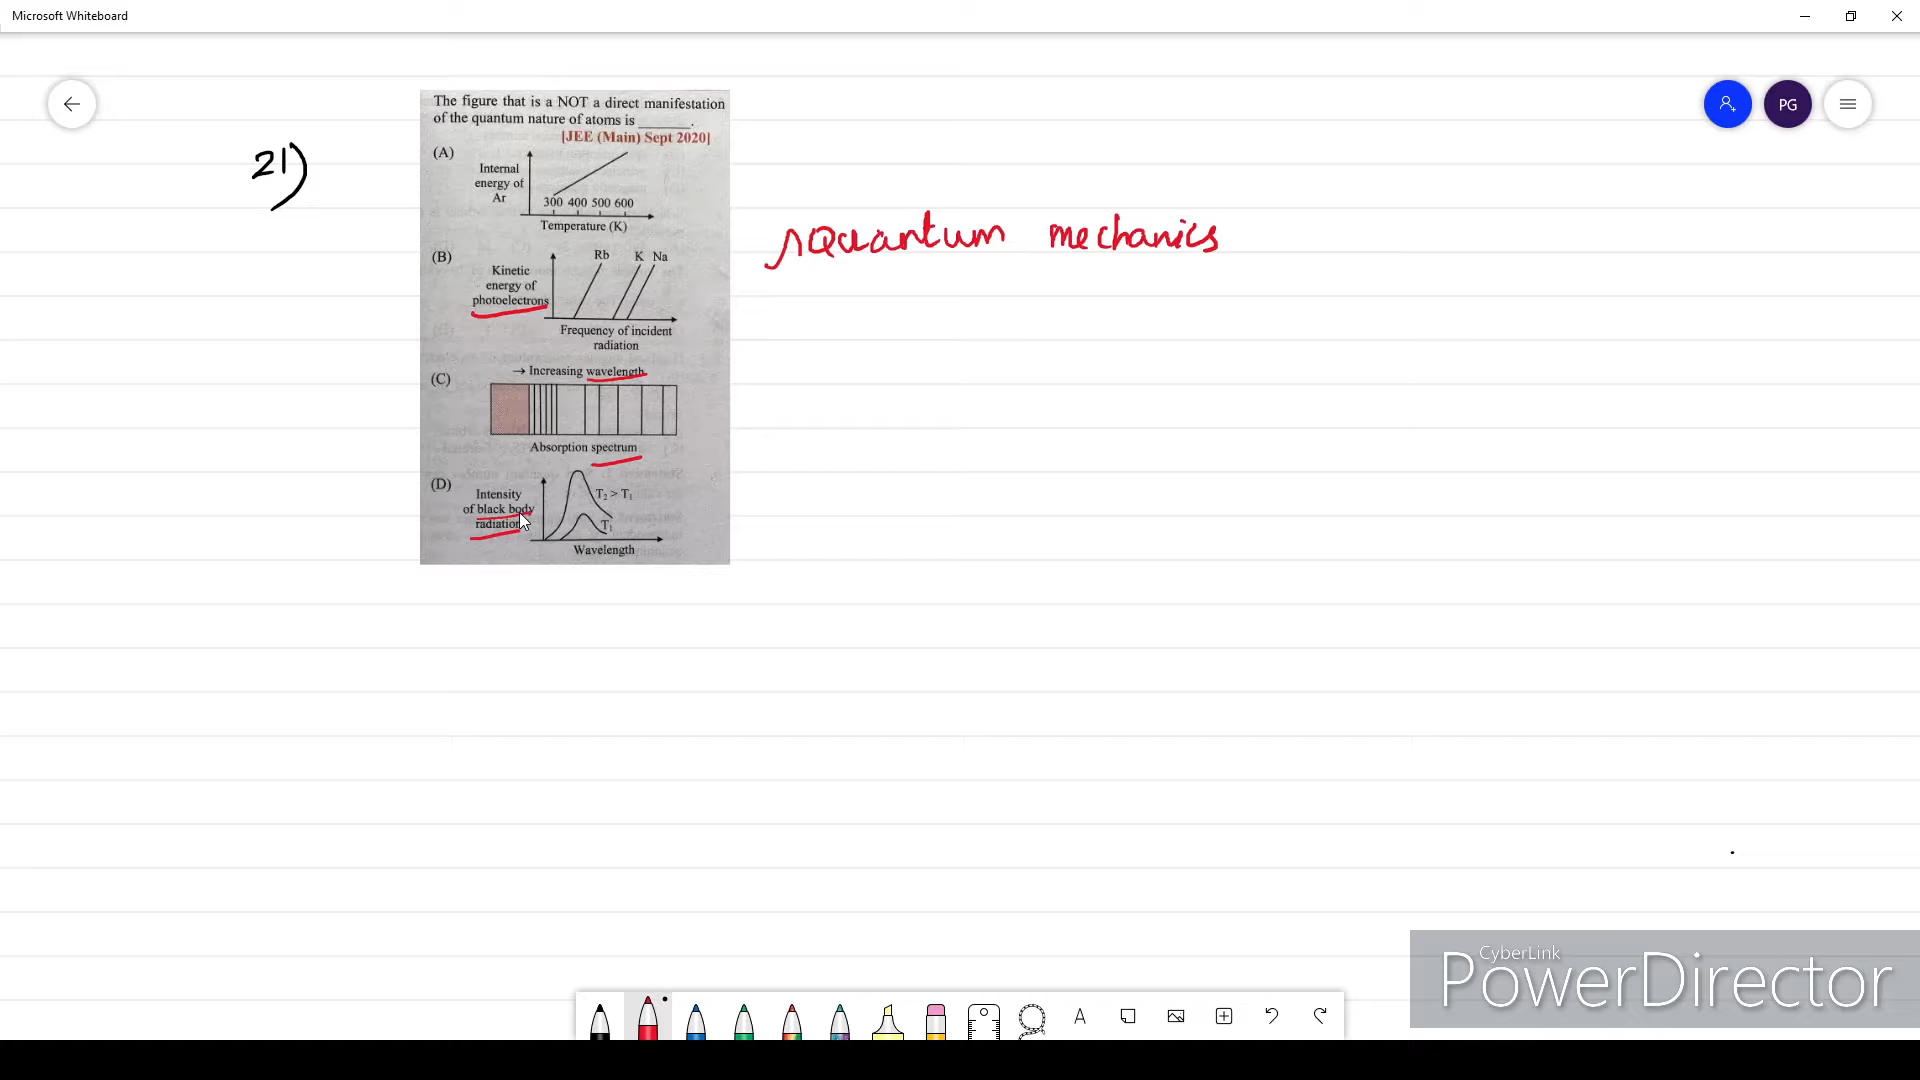 Microsoft Whiteboard
PG
21)
The figure that is a NOT a direct manifestation
of the quantum nature of atoms is ______.
[JEE (Main) Sept 2020]
(A)
Internal
energy of
Ar
300 400 500 600
Temperature (K)
(B)
Rb K Na
Kinetic
energy of
photoelectrons
Frequency of incident
radiation
(C)
→ Increasing wavelength
Absorption spectrum
(D)
Intensity
of black body
radiation
T₂ > T₁
T₁
Wavelength
Quantum mechanics
CyberLink
PowerDirector
A